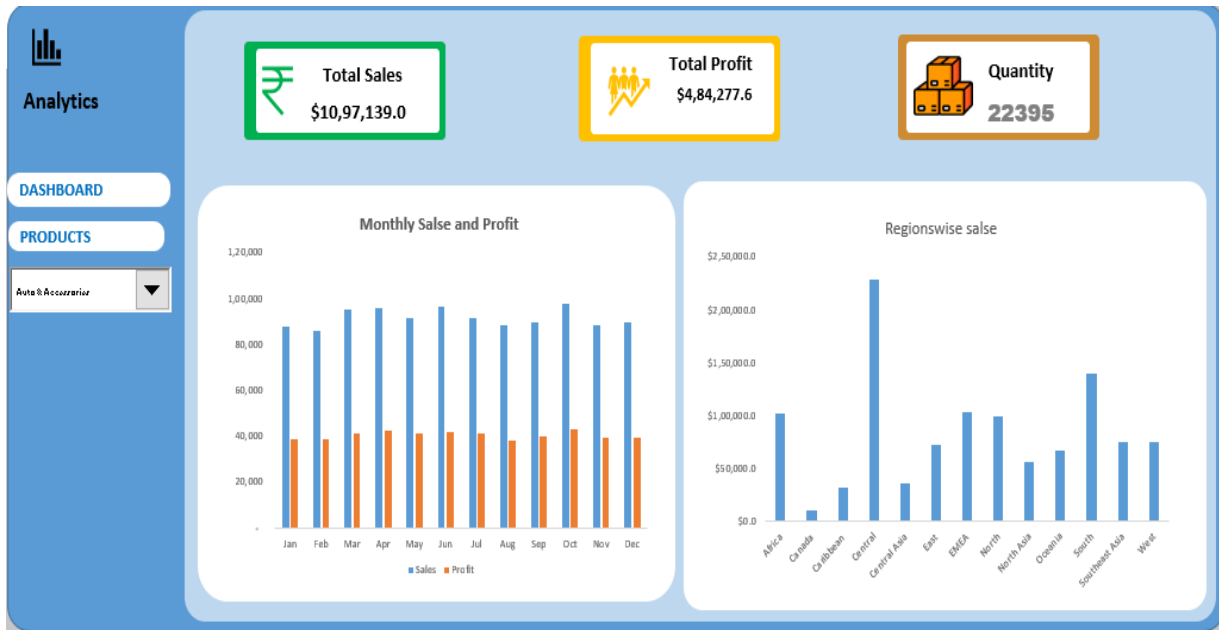 Analytics
DASHBOARD
PRODUCTS
Auto & Accessories
Total Sales
$10,97,139.0
Total Profit
$4,84,277.6
Quantity
22395
Monthly Salse and Profit
1,20,000
1,00,000
80,000
60,000
40,000
20,000
-
Jan Feb Mar Apr May Jun Jul Aug Sep Oct Nov Dec
Sales Profit
Regionswise salse
$2,50,000.0
$2,00,000.0
$1,50,000.0
$1,00,000.0
$50,000.0
$0.0
Africa Canada Caribbean Central Central Asia East EMEA North North Asia Oceania South Southeast Asia West